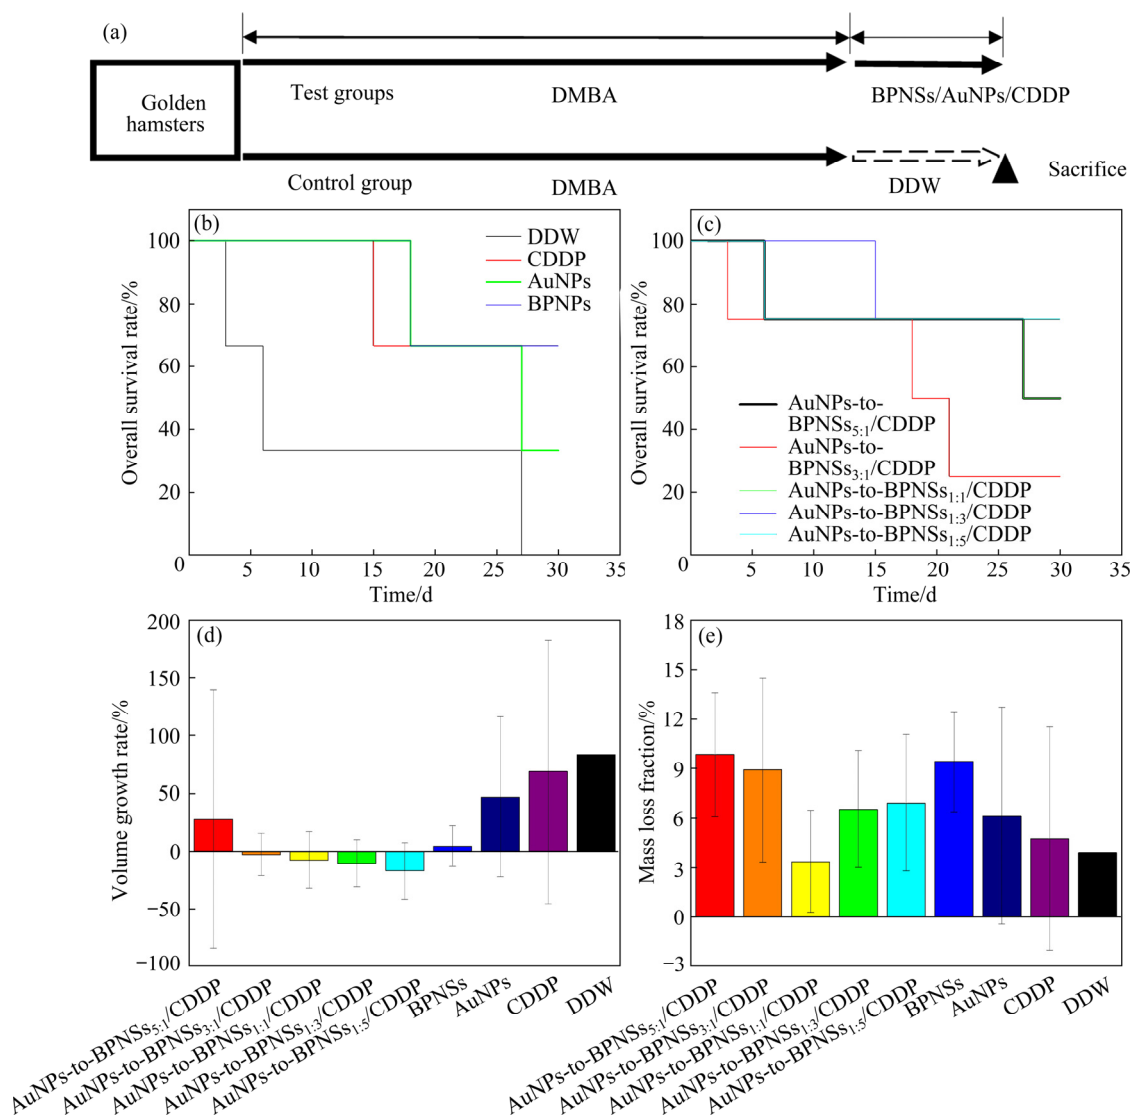 (a)
Golden
hamsters
Test groups
DMBA
BPNSs/AuNPs/CDDP
Control group
DMBA
DDW
Sacrifice
(b)
Overall survival rate/%
100
80
60
40
20
0
5
10
15
20
25
30
35
Time/d
DDW
CDDP
AuNPs
BPNPs
(c)
Overall survival rate/%
100
80
60
40
20
0
5
10
15
20
25
30
35
Time/d
AuNPs-to-
BPNSs5:1/CDDP
AuNPs-to-
BPNSs3:1/CDDP
AuNPs-to-BPNSs1:1/CDDP
AuNPs-to-BPNSs1:3/CDDP
AuNPs-to-BPNSs1:5/CDDP
(d)
Volume growth rate/%
200
150
100
50
0
−50
−100
AuNPs-to-BPNSs5:1/CDDP
AuNPs-to-BPNSs3:1/CDDP
AuNPs-to-BPNSs1:1/CDDP
AuNPs-to-BPNSs1:3/CDDP
AuNPs-to-BPNSs1:5/CDDP
BPNSs
AuNPs
CDDP
DDW
(e)
Mass loss fraction/%
18
15
12
9
6
3
0
−3
AuNPs-to-BPNSs5:1/CDDP
AuNPs-to-BPNSs3:1/CDDP
AuNPs-to-BPNSs1:1/CDDP
AuNPs-to-BPNSs1:3/CDDP
AuNPs-to-BPNSs1:5/CDDP
BPNSs
AuNPs
CDDP
DDW